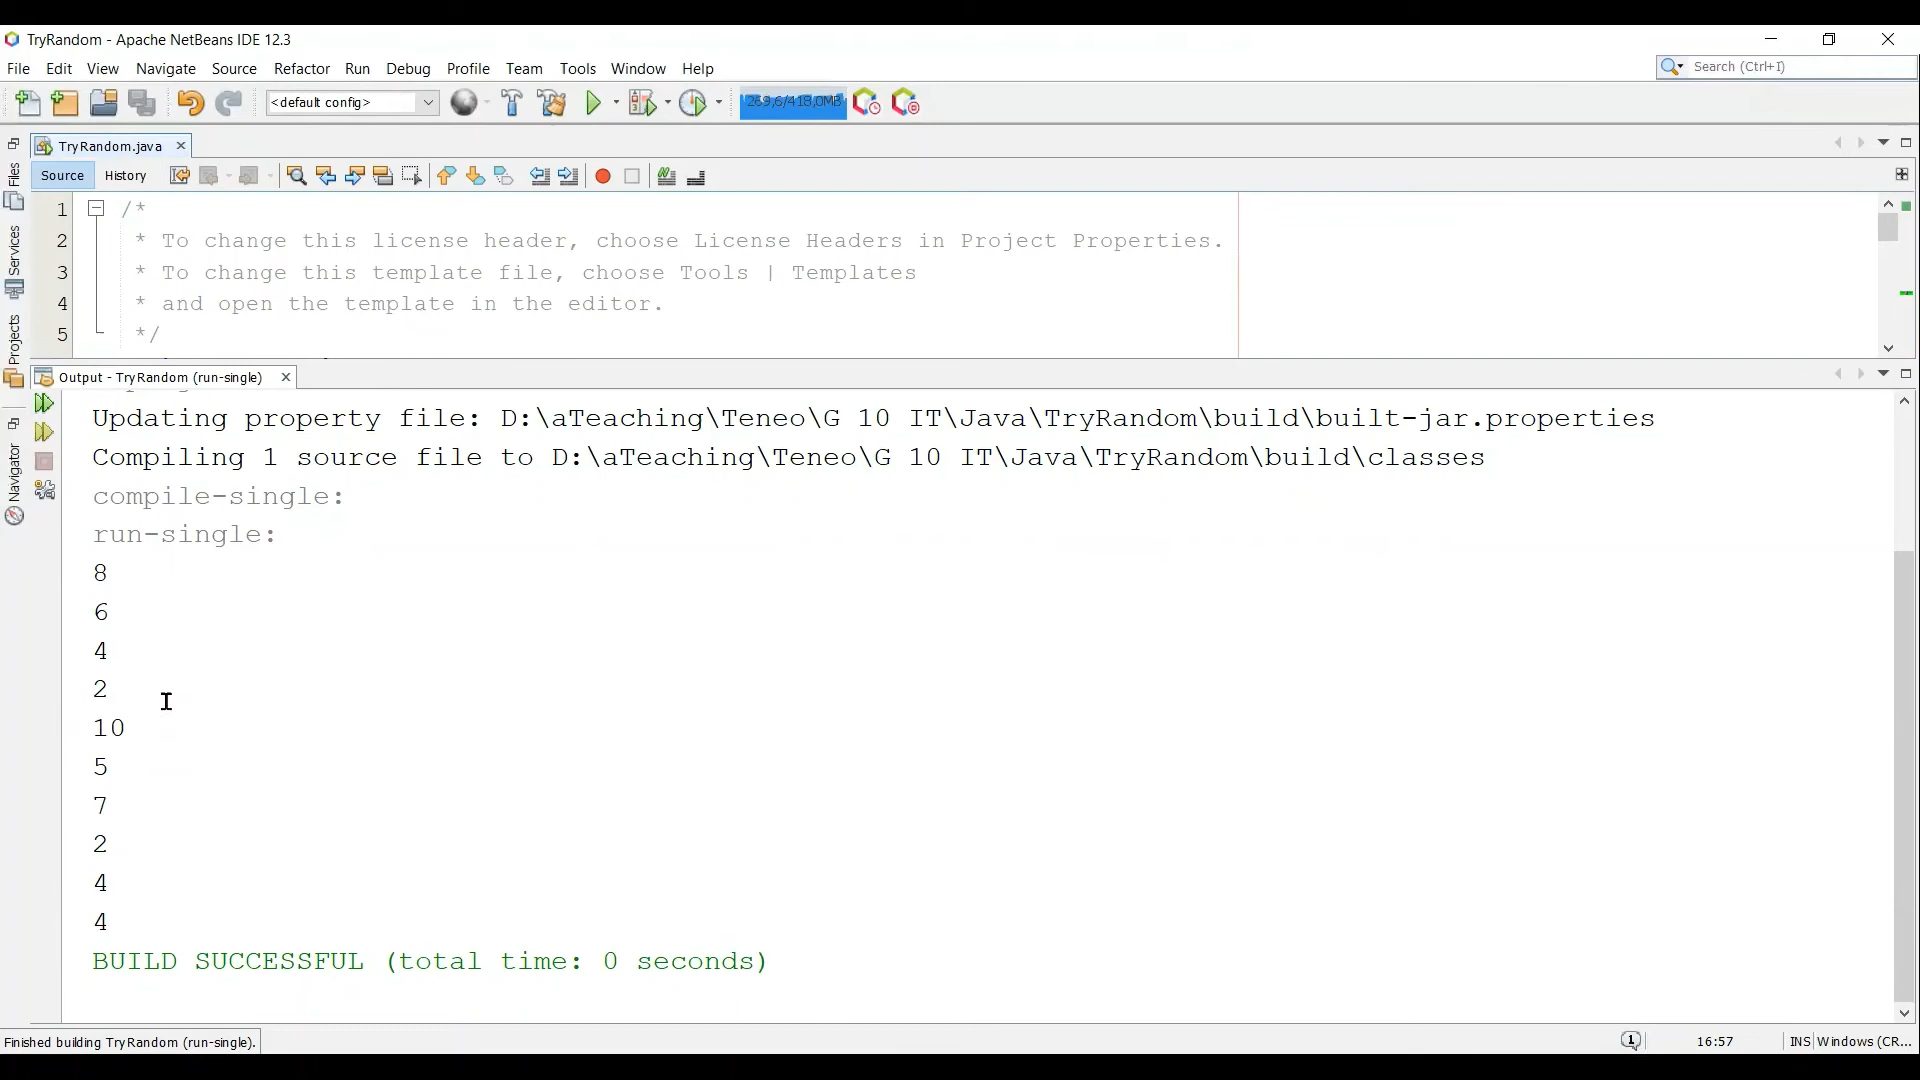 TryRandom - Apache NetBeans IDE 12.3
File Edit View Navigate Source Refactor Run Debug Profile Team Tools Window Help
Search (Ctrl+I)
<default config>
269,6/418,0MB
TryRandom.java
Source History
1 /*
2 * To change this license header, choose License Headers in Project Properties.
3 * To change this template file, choose Tools | Templates
4 * and open the template in the editor.
5 */
Files
Services
Projects
Navigator
Output - TryRandom (run-single)
Updating property file: D:\aTeaching\Teneo\G 10 IT\Java\TryRandom\build\built-jar.properties
Compiling 1 source file to D:\aTeaching\Teneo\G 10 IT\Java\TryRandom\build\classes
compile-single:
run-single:
8
6
4
2
10
5
7
2
4
4
BUILD SUCCESSFUL (total time: 0 seconds)
Finished building TryRandom (run-single).
1
16:57
INS
Windows (CR...